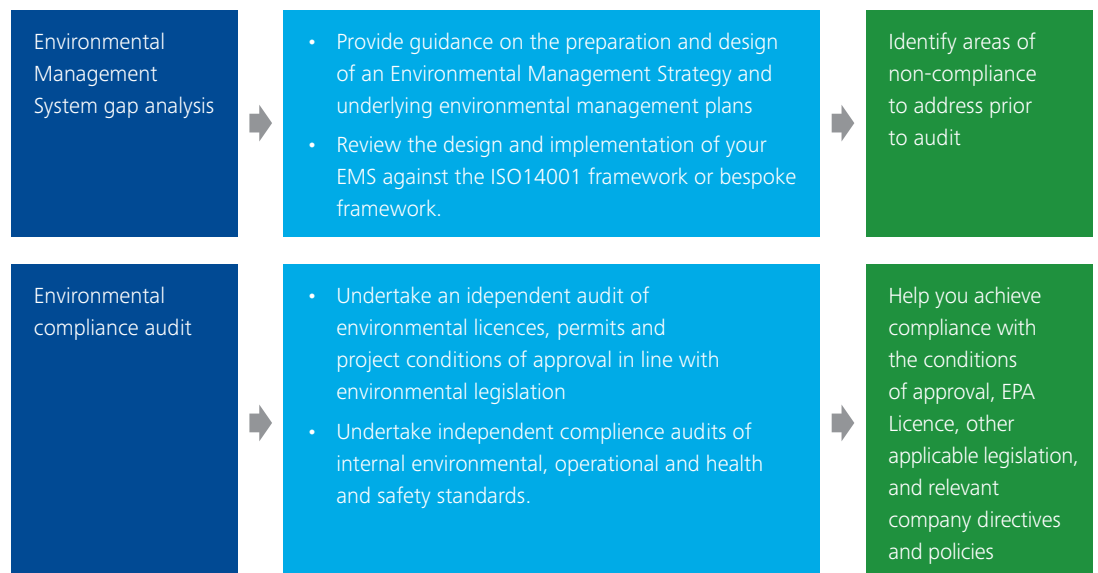 Environmental
Management
System gap analysis
• Provide guidance on the preparation and design
of an Environmental Management Strategy and
underlying environmental management plans
• Review the design and implementation of your
EMS against the ISO14001 framework or bespoke
framework.
Identify areas of
non-compliance
to address prior
to audit
Environmental
compliance audit
• Undertake an idependent audit of
environmental licences, permits and
project conditions of approval in line with
environmental legislation
• Undertake independent complience audits of
internal environmental, operational and health
and safety standards.
Help you achieve
compliance with
the conditions
of approval, EPA
Licence, other
applicable legislation,
and relevant
company directives
and policies